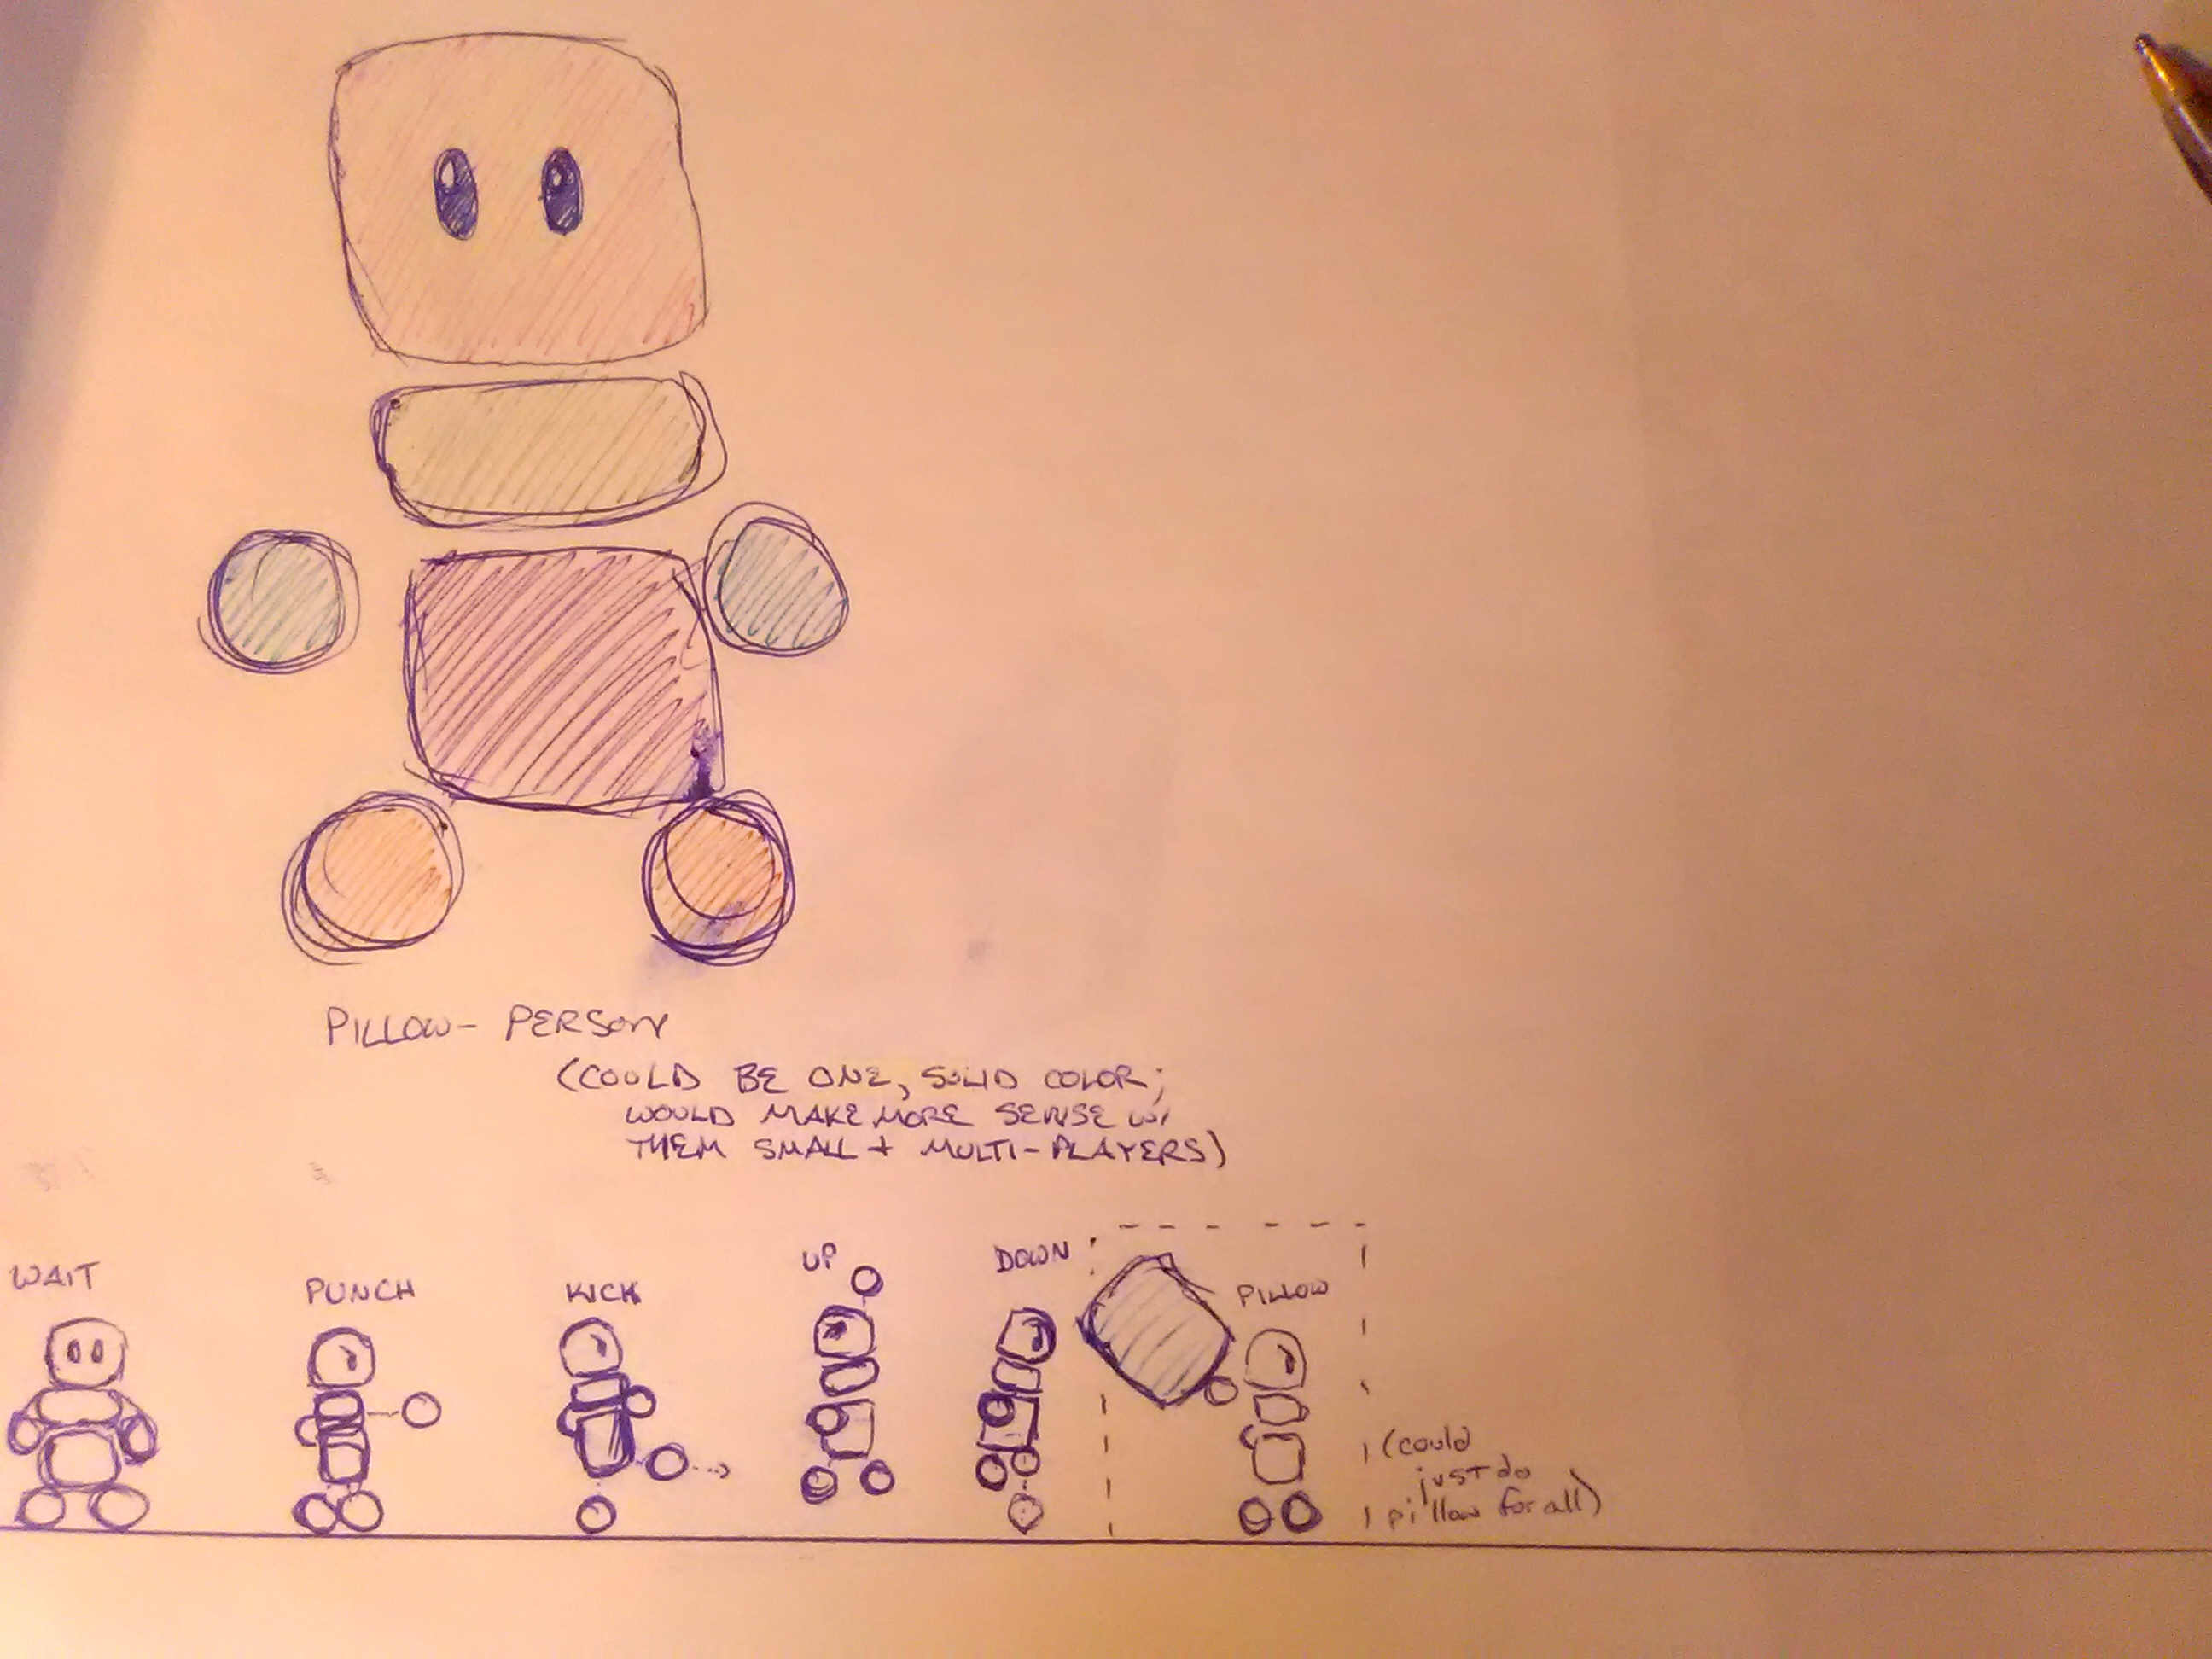 PILLOW-PERSON
(COULD BE ONE, SOLID COLOR;
WOULD MAKE MORE SENSE W/
THEM SMALL + MULTI-PLAYERS)
WAIT
PUNCH
KICK
UP
DOWN
PILLOW
(could
just do
1 pillow for all)